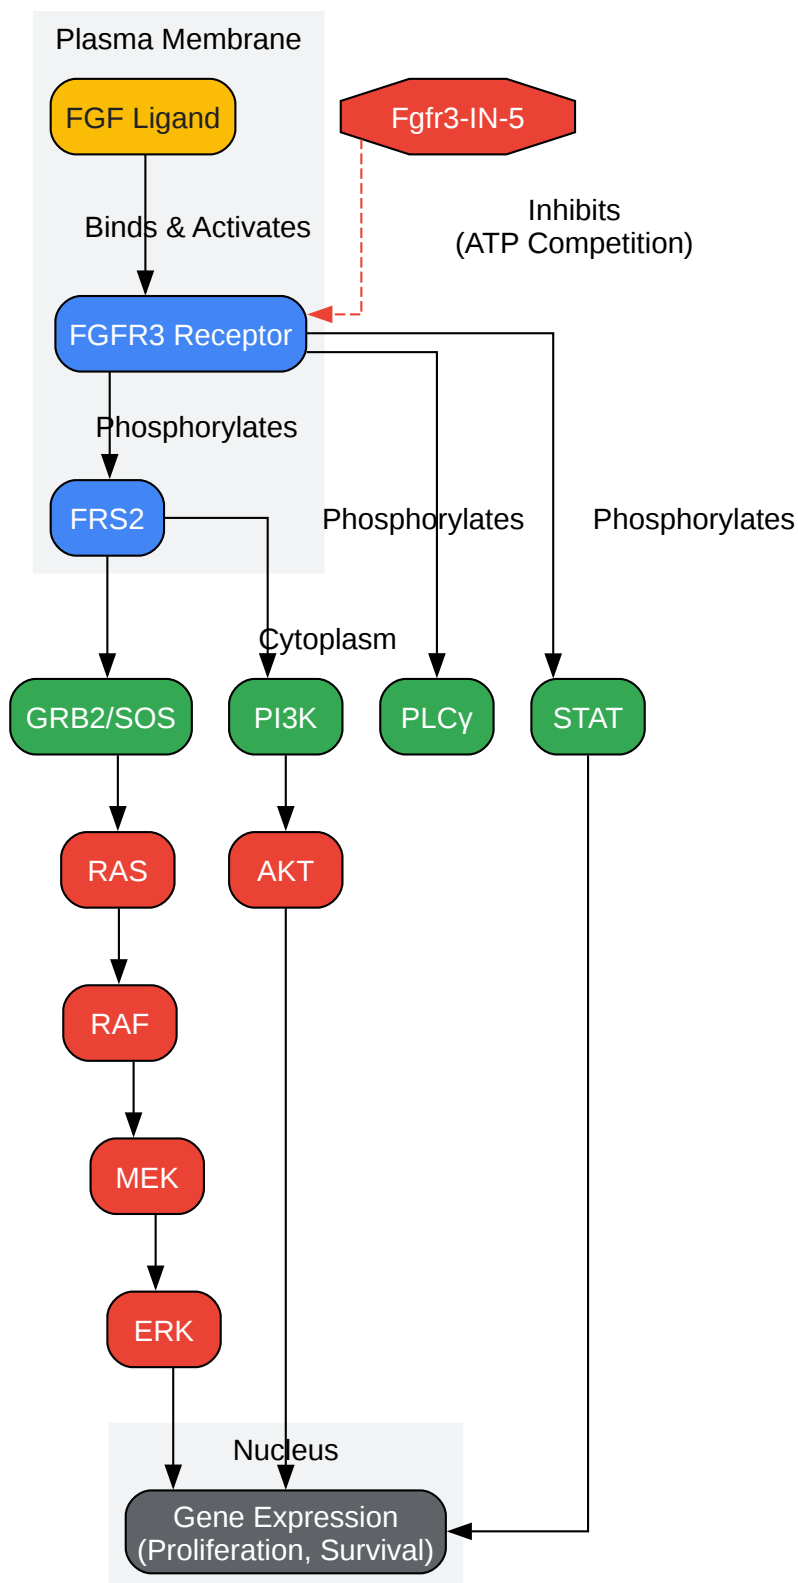 Plasma Membrane
FGF Ligand
Fgfr3-IN-5
Binds & Activates
Inhibits
(ATP Competition)
FGFR3 Receptor
Phosphorylates
FRS2
Phosphorylates
Phosphorylates
Cytoplasm
GRB2/SOS
PI3K
PLCγ
STAT
RAS
AKT
RAF
MEK
ERK
Nucleus
Gene Expression
(Proliferation, Survival)